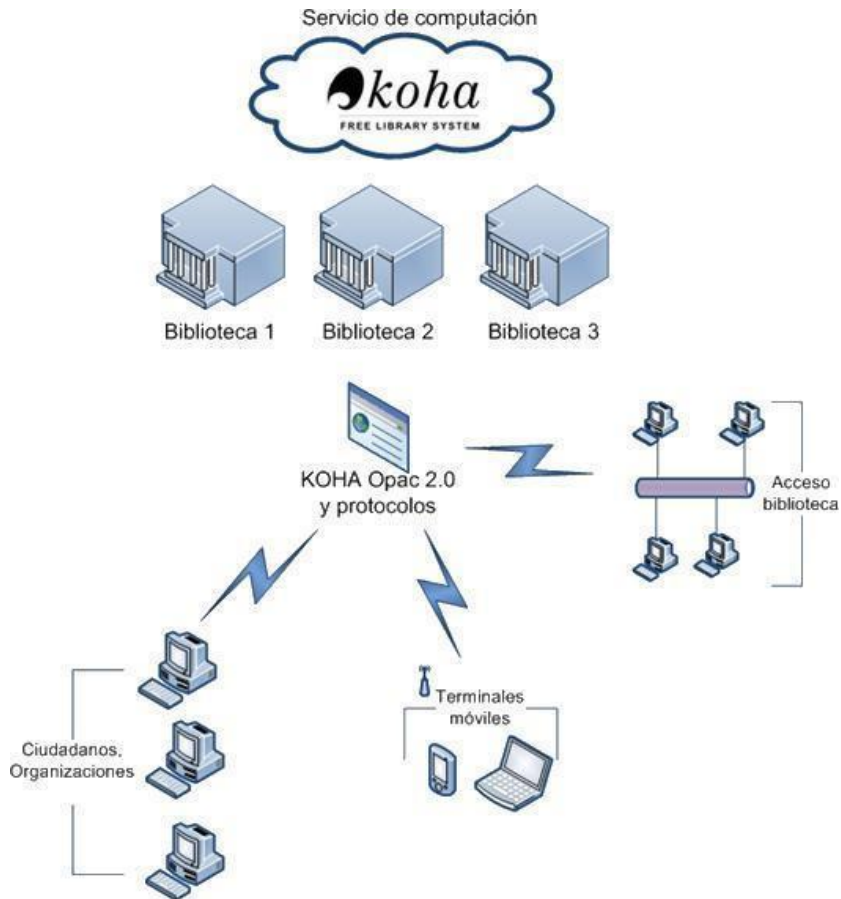 Servicio de computación
koha
FREE LIBRARY SYSTEM
Biblioteca 1
Biblioteca 2
Biblioteca 3
KOHA Opac 2.0
y protocolos
Acceso
biblioteca
Terminales
móviles
Ciudadanos,
Organizaciones